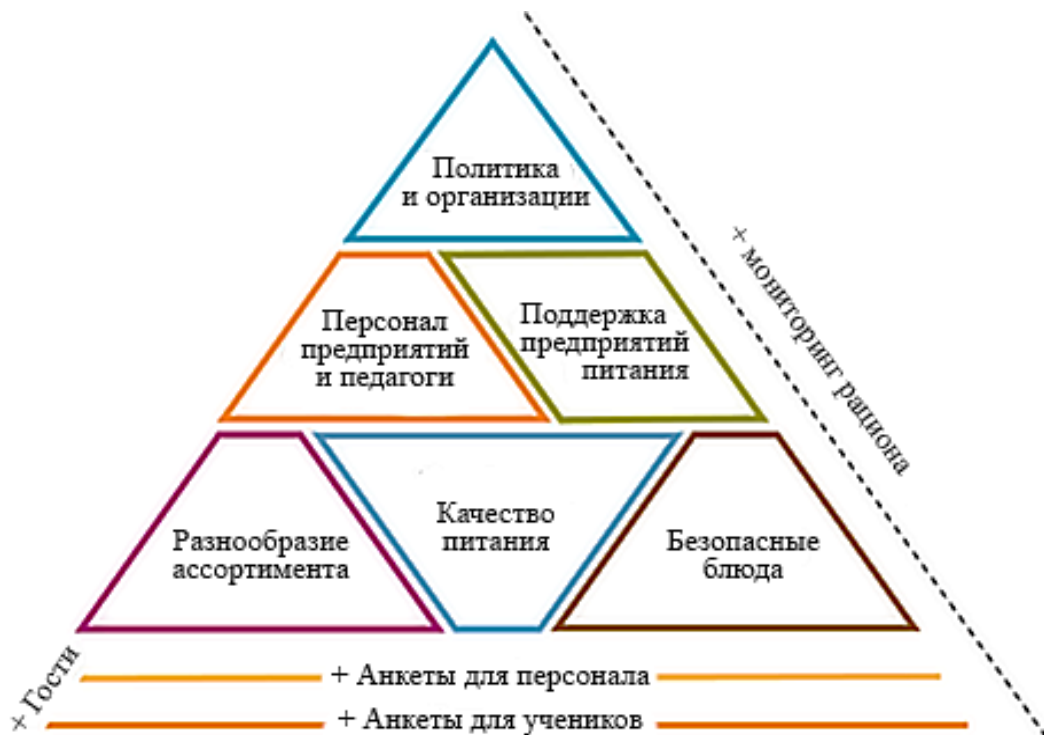 Политика
и организации
+ мониторинг рациона
Персонал
предприятий
и педагоги
Поддержка
предприятий
питания
Разнообразие
ассортимента
Качество
питания
Безопасные
блюда
+ Гости
+ Анкеты для персонала
+ Анкеты для учеников